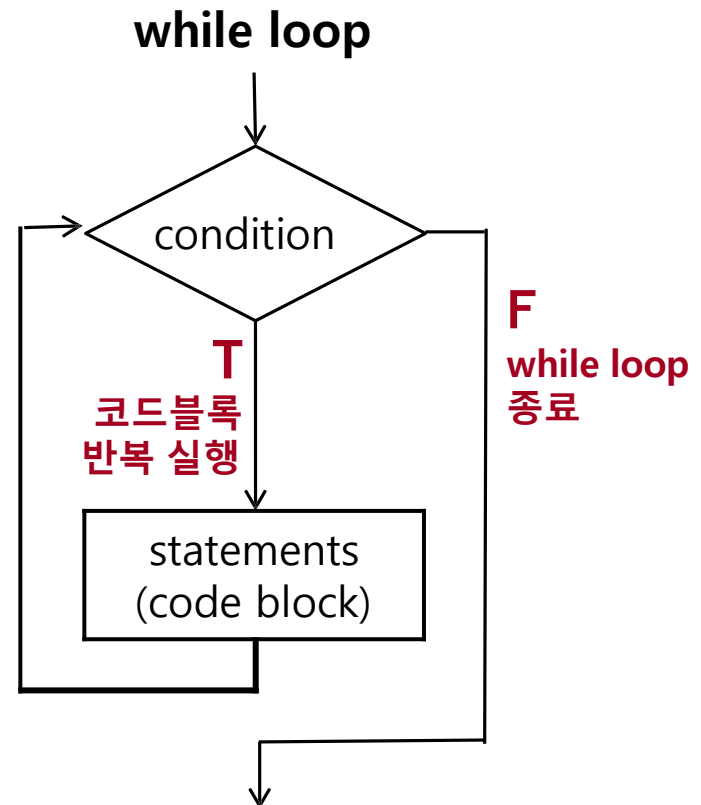 while loop
condition
T
코드블록
반복 실행
F
while loop
종료
statements
(code block)